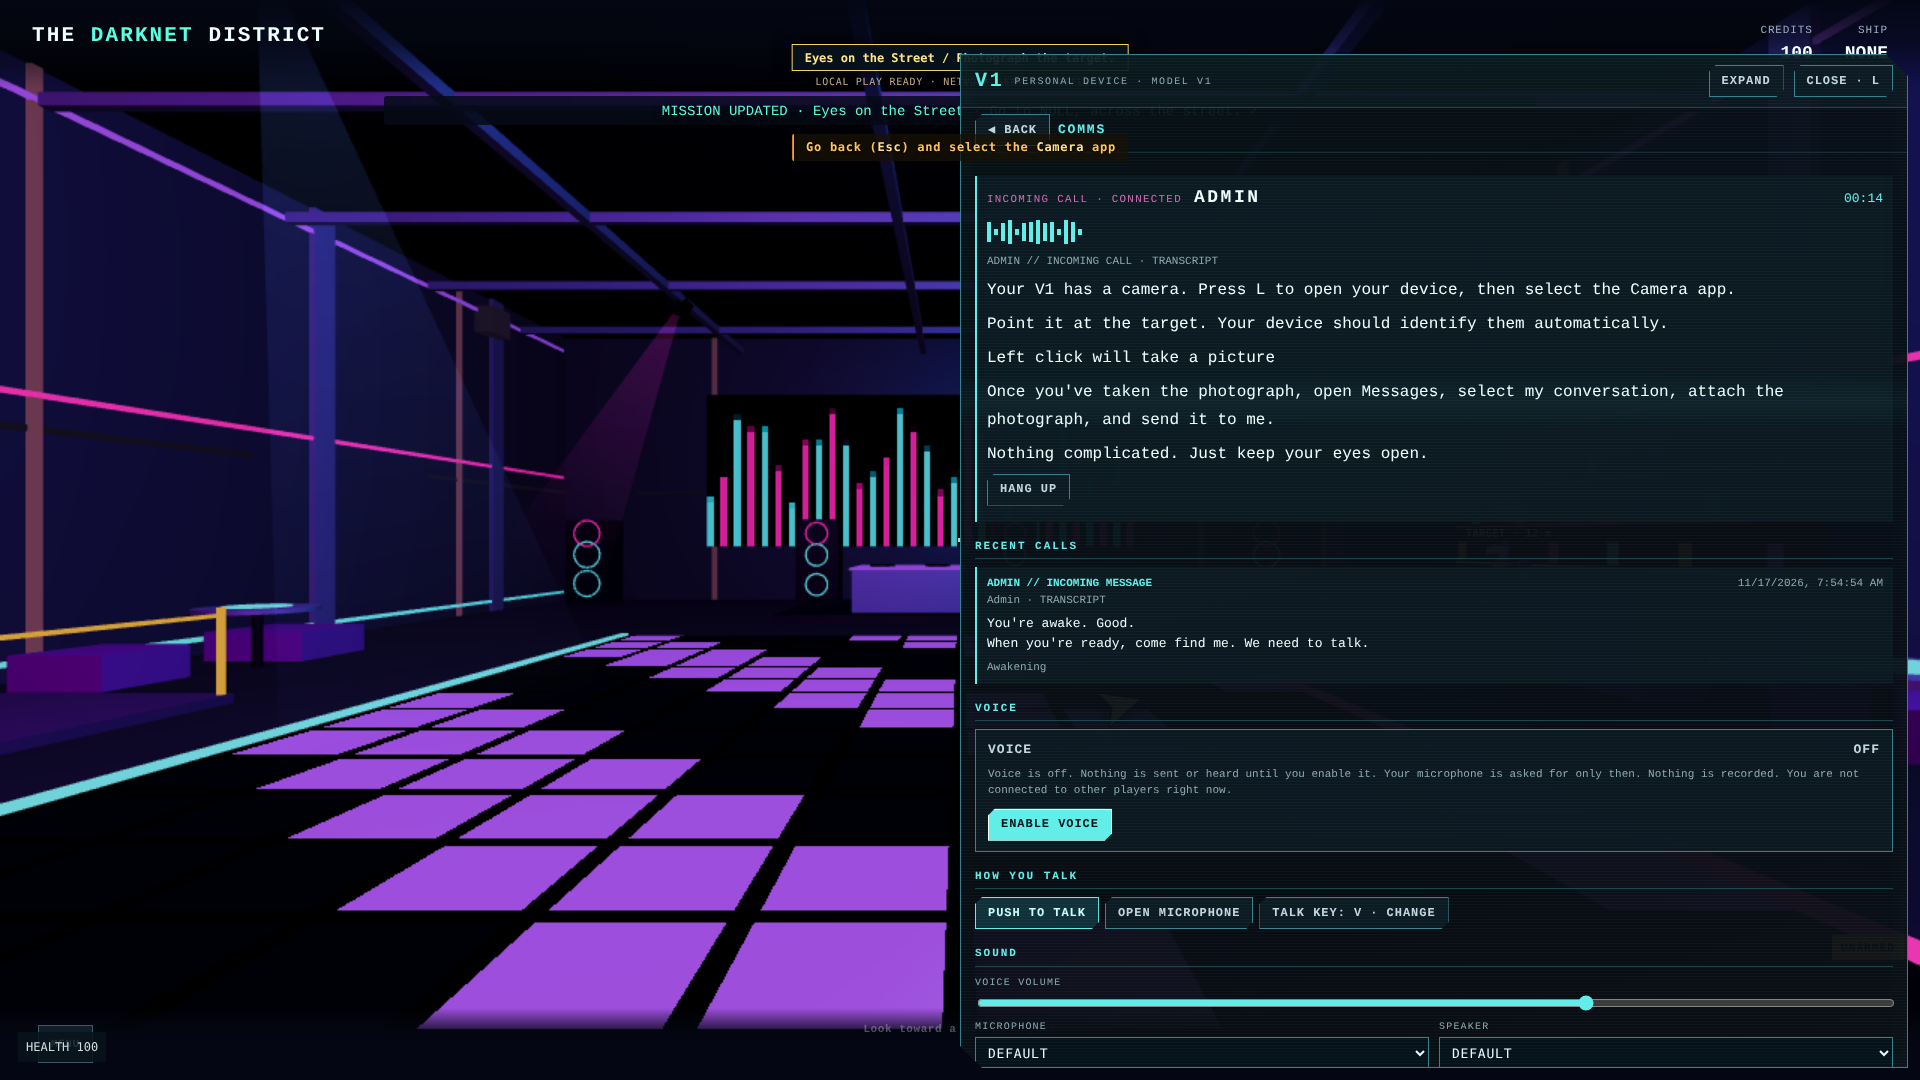 THE DARKNET DISTRICT
CREDITS
SHIP
100
NONE
Eyes on the Street / Photograph the target.
LOCAL PLAY READY · NET
MISSION UPDATED · Eyes on the Street
V1 PERSONAL DEVICE · MODEL V1
EXPAND
CLOSE · L
◀ BACK
COMMS
Go back (Esc) and select the Camera app
INCOMING CALL · CONNECTED ADMIN
00:14
ADMIN // INCOMING CALL · TRANSCRIPT
Your V1 has a camera. Press L to open your device, then select the Camera app.
Point it at the target. Your device should identify them automatically.
Left click will take a picture
Once you've taken the photograph, open Messages, select my conversation, attach the
photograph, and send it to me.
Nothing complicated. Just keep your eyes open.
HANG UP
RECENT CALLS
ADMIN // INCOMING MESSAGE
11/17/2026, 7:54:54 AM
Admin · TRANSCRIPT
You're awake. Good.
When you're ready, come find me. We need to talk.
Awakening
VOICE
VOICE
OFF
Voice is off. Nothing is sent or heard until you enable it. Your microphone is asked for only then. Nothing is recorded. You are not
connected to other players right now.
ENABLE VOICE
HOW YOU TALK
PUSH TO TALK
OPEN MICROPHONE
TALK KEY: V · CHANGE
SOUND
VOICE VOLUME
Look toward a
MICROPHONE
SPEAKER
DEFAULT
DEFAULT
HEALTH 100